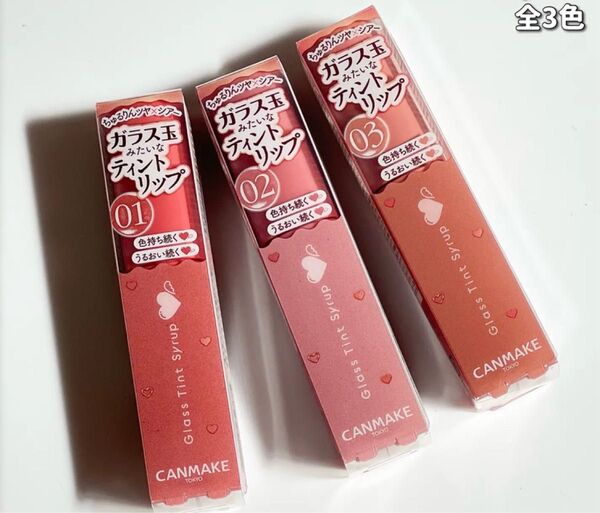 全3色
ちゅるりんツヤ×シアー
ガラス玉
みたいな
ティント
リップ
01
色持ち続く
うるおい続く
Glass Tint Syrup
CANMAKE
TOKYO
ちゅるりんツヤ×シアー
ガラス玉
みたいな
ティント
リップ
02
色持ち続く
うるおい続く
Glass Tint Syrup
CANMAKE
TOKYO
ちゅるりんツヤ×シアー
ガラス玉
みたいな
ティント
リップ
03
色持ち続く
うるおい続く
Glass Tint Syrup
CANMAKE
TOKYO